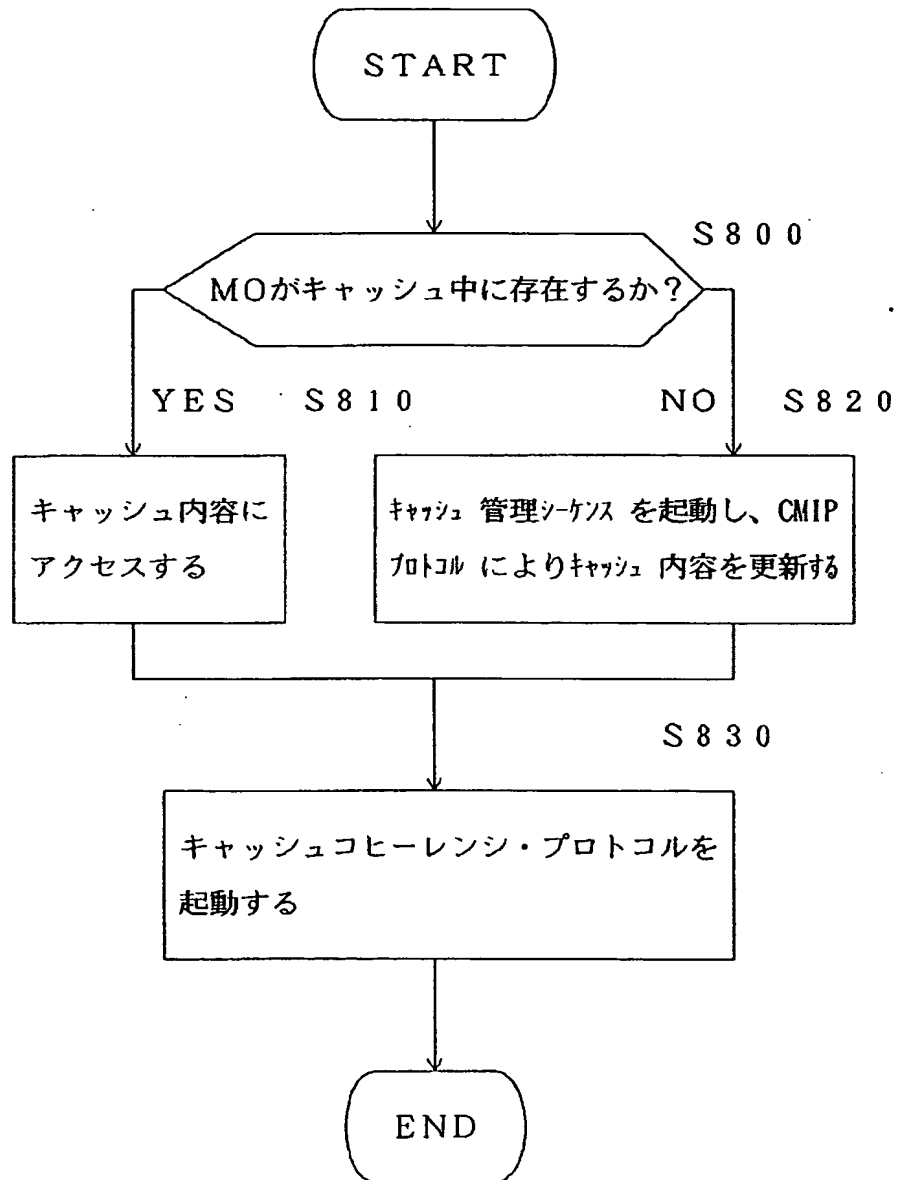 START
S800
MOがキャッシュ中に存在するか？
YES
S810
NO
S820
キャッシュ内容に
アクセスする
ｷｬｯｼｭ 管理ｼｰｹﾝｽ を起動し、CMIP
ﾌﾟﾛﾄｺﾙ によりｷｬｯｼｭ 内容を更新する
S830
キャッシュコヒーレンシ・プロトコルを
起動する
END